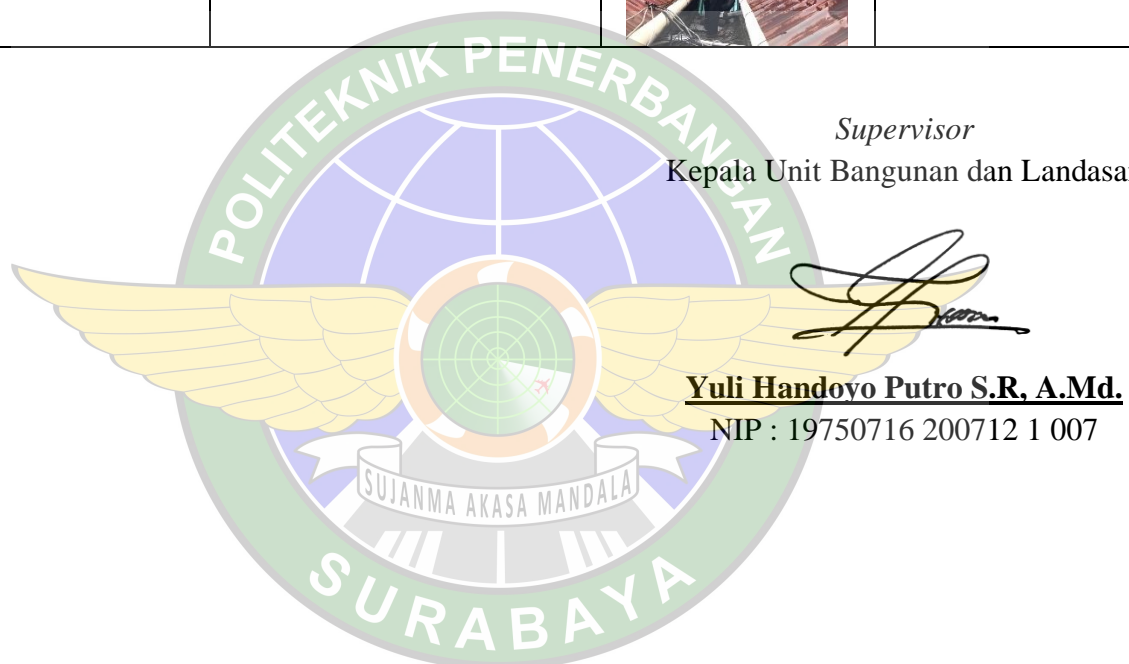 POLITEKNIK PENERBANGAN
Supervisor
Kepala Unit Bangunan dan Landasan
Yuli Handoyo Putro S.R, A.Md.
NIP : 19750716 200712 1 007
SUJANMA AKASA MANDALA
SURABAYA